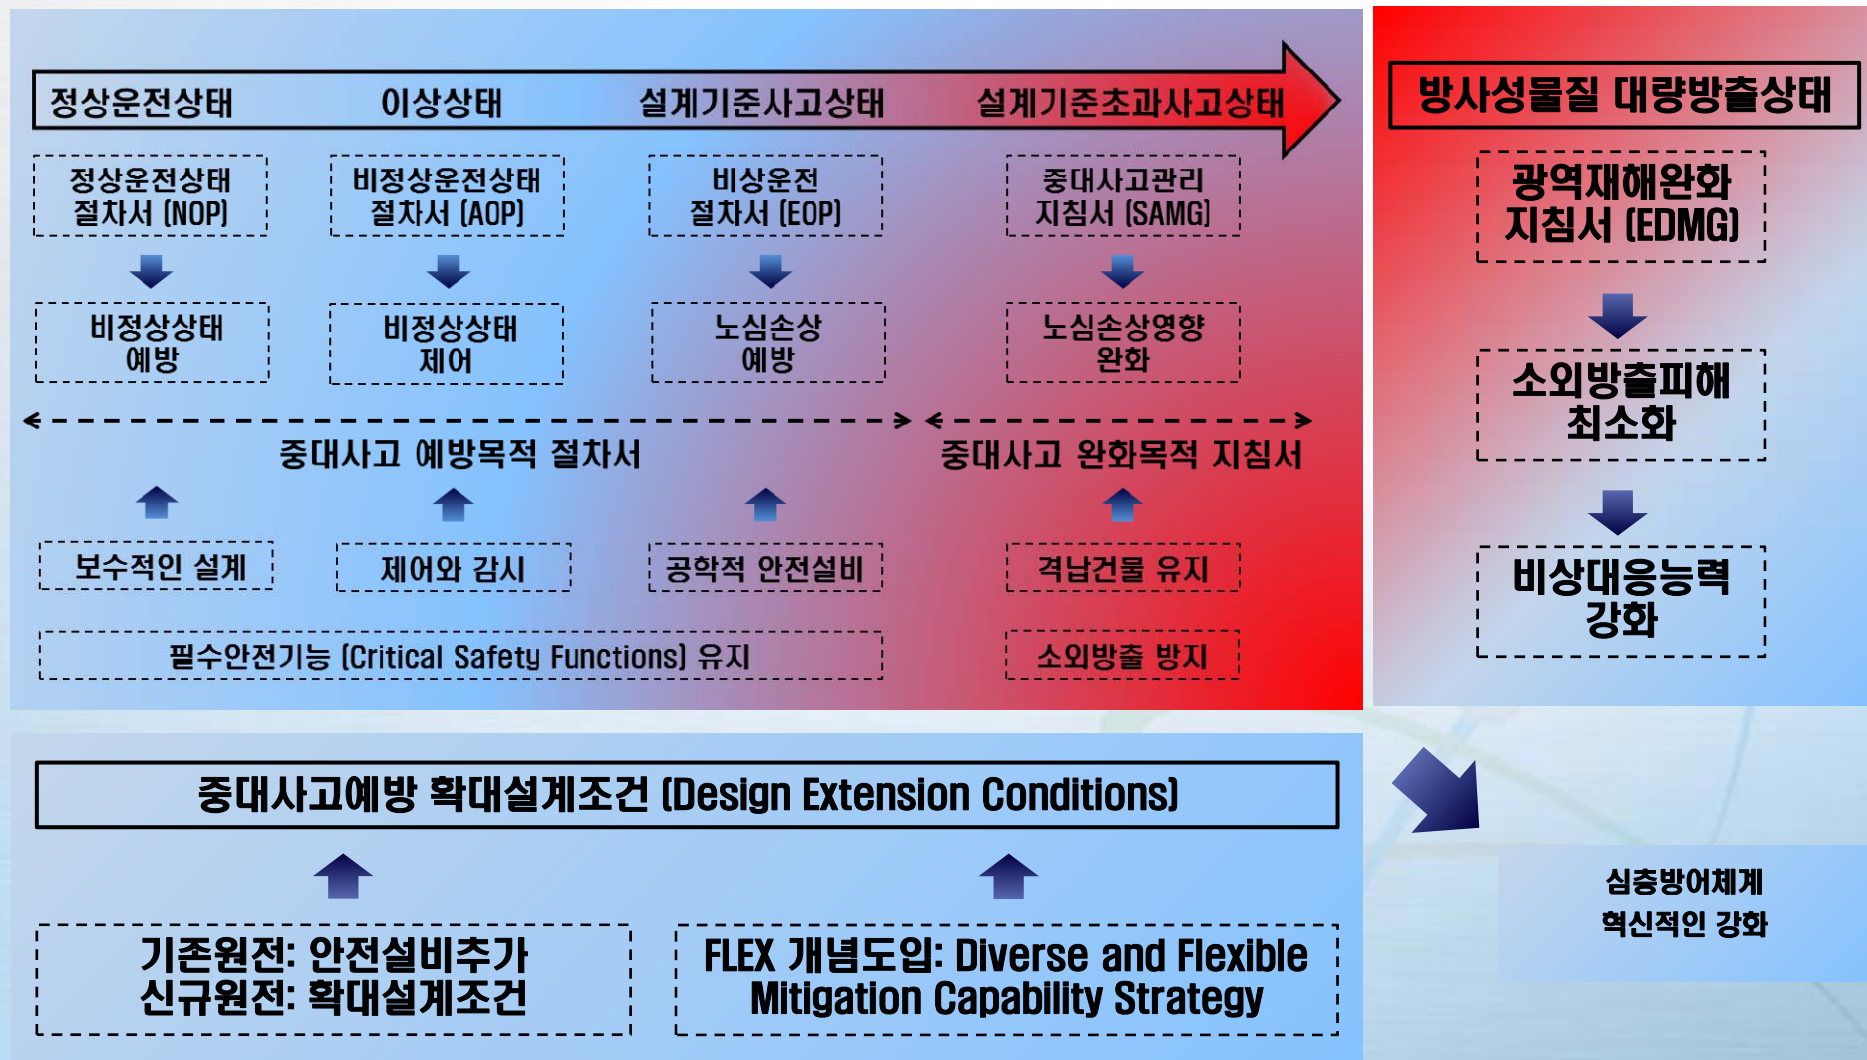 정상운전상태
이상상태
설계기준사고상태
설계기준초과사고상태
정상운전상태
절차서 (NOP)
비정상운전상태
절차서 (AOP)
비상운전
절차서 (EOP)
중대사고관리
지침서 (SAMG)
비정상상태
예방
비정상상태
제어
노심손상
예방
노심손상영향
완화
중대사고 예방목적 절차서
중대사고 완화목적 지침서
보수적인 설계
제어와 감시
공학적 안전설비
격납건물 유지
필수안전기능 (Critical Safety Functions) 유지
소외방출 방지
방사성물질 대량방출상태
광역재해완화
지침서 (EDMG)
소외방출피해
최소화
비상대응능력
강화
중대사고예방 확대설계조건 (Design Extension Conditions)
기존원전: 안전설비추가
신규원전: 확대설계조건
FLEX 개념도입: Diverse and Flexible
Mitigation Capability Strategy
심층방어체계
혁신적인 강화